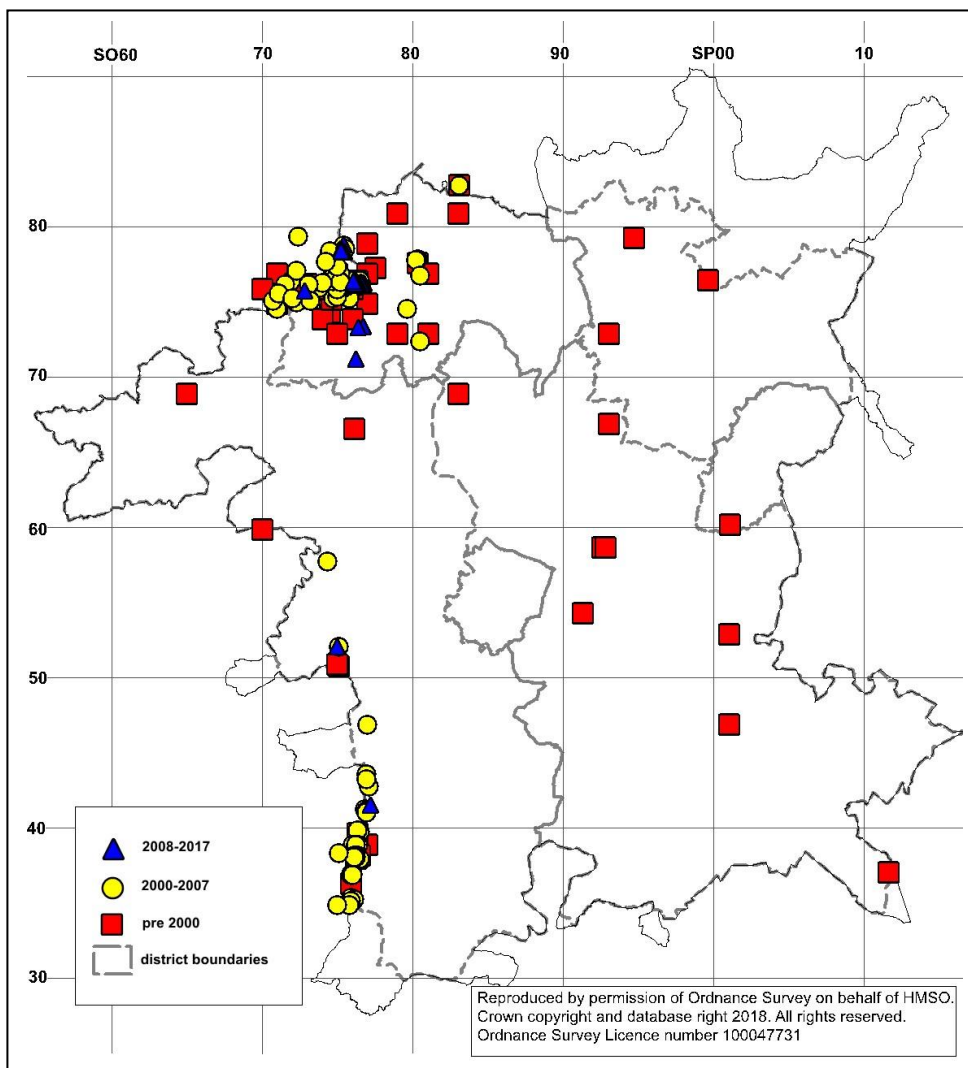 SO60 70 80 90 SP00 10
80
70
60
50
40
30
2008-2017
2000-2007
pre 2000
district boundaries
Reproduced by permission of Ordnance Survey on behalf of HMSO.
Crown copyright and database right 2018. All rights reserved.
Ordnance Survey Licence number 100047731